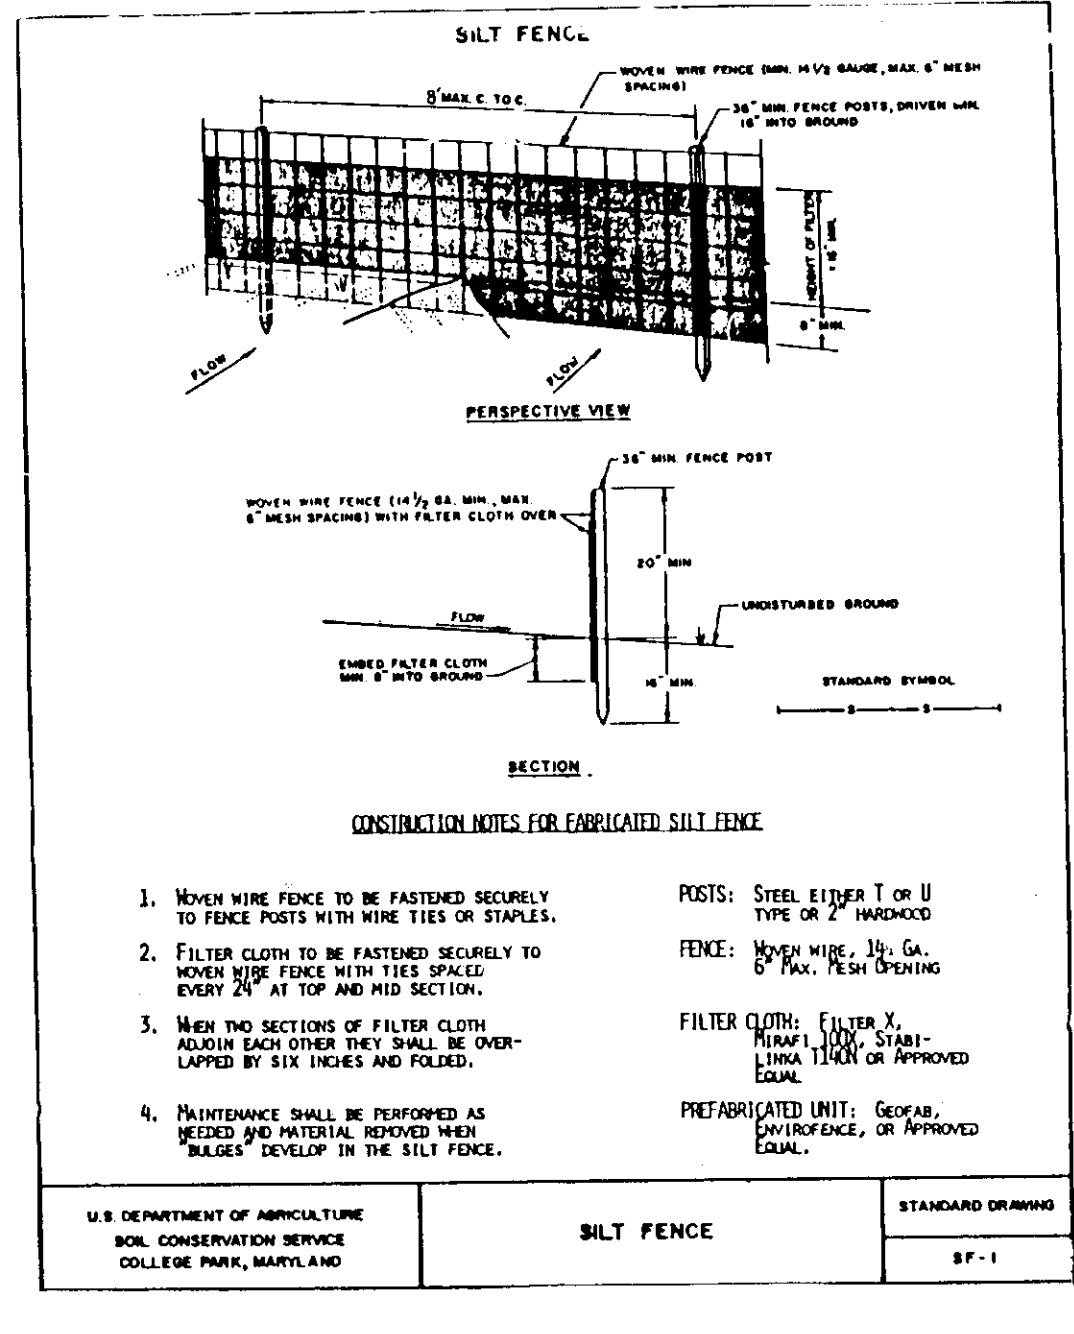 SILT FENCE
WOVEN WIRE FENCE (MIN. 14 1/2 GAUGE, MAX. 6" MESH
SPACING)
8' MAX. C. TO C.
36" MIN. FENCE POSTS, DRIVEN MIN.
16" INTO GROUND
HEIGHT OF FILTER
= 16" MIN.
8" MIN.
FLOW
FLOW
PERSPECTIVE VIEW
36" MIN. FENCE POST
WOVEN WIRE FENCE (14 1/2 GA. MIN., MAX.
6" MESH SPACING) WITH FILTER CLOTH OVER
20" MIN
UNDISTURBED GROUND
FLOW
EMBED FILTER CLOTH
MIN. 8" INTO GROUND
16" MIN.
STANDARD SYMBOL
S S
SECTION
CONSTRUCTION NOTES FOR FABRICATED SILT FENCE
1. WOVEN WIRE FENCE TO BE FASTENED SECURELY
TO FENCE POSTS WITH WIRE TIES OR STAPLES.
2. FILTER CLOTH TO BE FASTENED SECURELY TO
WOVEN WIRE FENCE WITH TIES SPACED
EVERY 24" AT TOP AND MID SECTION.
3. WHEN TWO SECTIONS OF FILTER CLOTH
ADJOIN EACH OTHER THEY SHALL BE OVER-
LAPPED BY SIX INCHES AND FOLDED.
4. MAINTENANCE SHALL BE PERFORMED AS
NEEDED AND MATERIAL REMOVED WHEN
"BULGES" DEVELOP IN THE SILT FENCE.
POSTS: STEEL EITHER T OR U
TYPE OR 2" HARDWOOD
FENCE: WOVEN WIRE, GA.
6" MAX. MESH OPENING
FILTER CLOTH: FILTER X,
MIRAFI 100X, STABI-
LINKA T140N OR APPROVED
EQUAL
PREFABRICATED UNIT: GEOFAB,
ENVIROFENCE, OR APPROVED
EQUAL.
U.S. DEPARTMENT OF AGRICULTURE
SOIL CONSERVATION SERVICE
COLLEGE PARK, MARYLAND
SILT FENCE
STANDARD DRAWING
SF-1